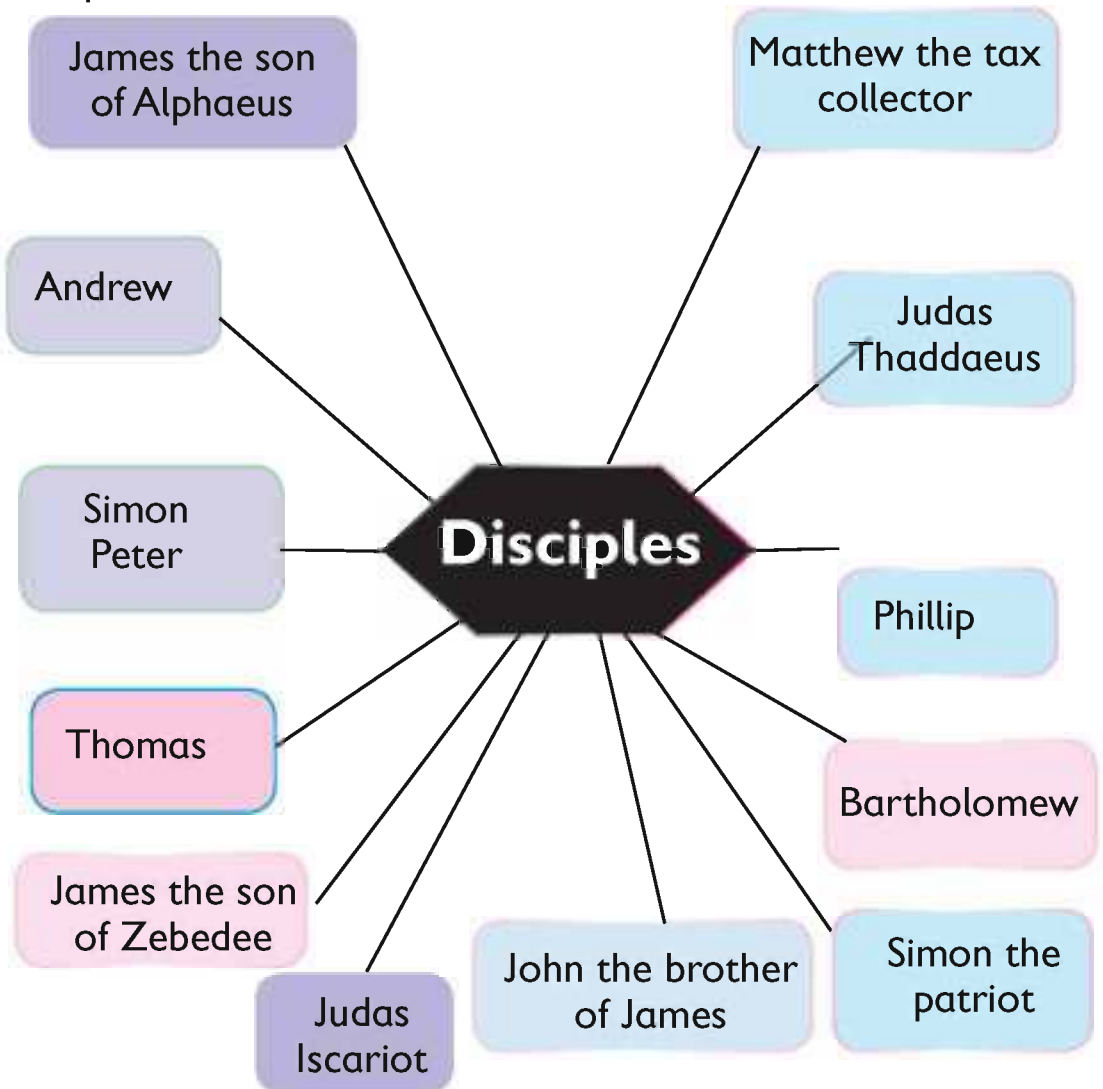 James the son
of Alphaeus
Matthew the tax
collector
Andrew
Judas
Thaddaeus
Simon
Peter
Disciples
Phillip
Thomas
Bartholomew
James the son
of Zebedee
Judas
Iscariot
John the brother
of James
Simon the
patriot